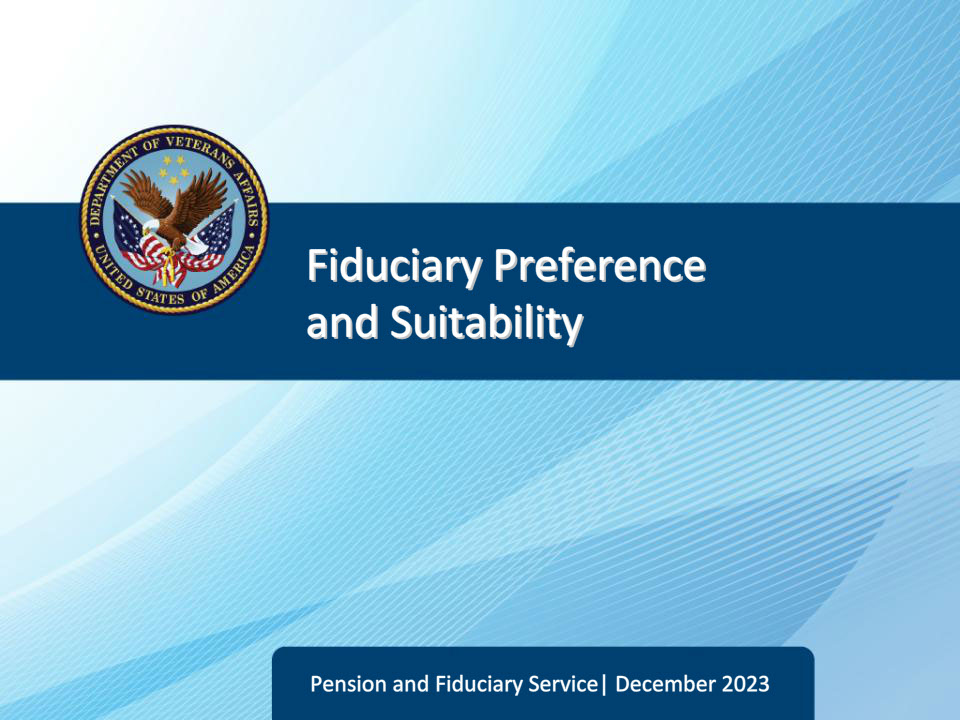 DEPARTMENT OF VETERANS AFFAIRS
UNITED STATES OF AMERICA
Fiduciary Preference
and Suitability
Pension and Fiduciary Service| December 2023